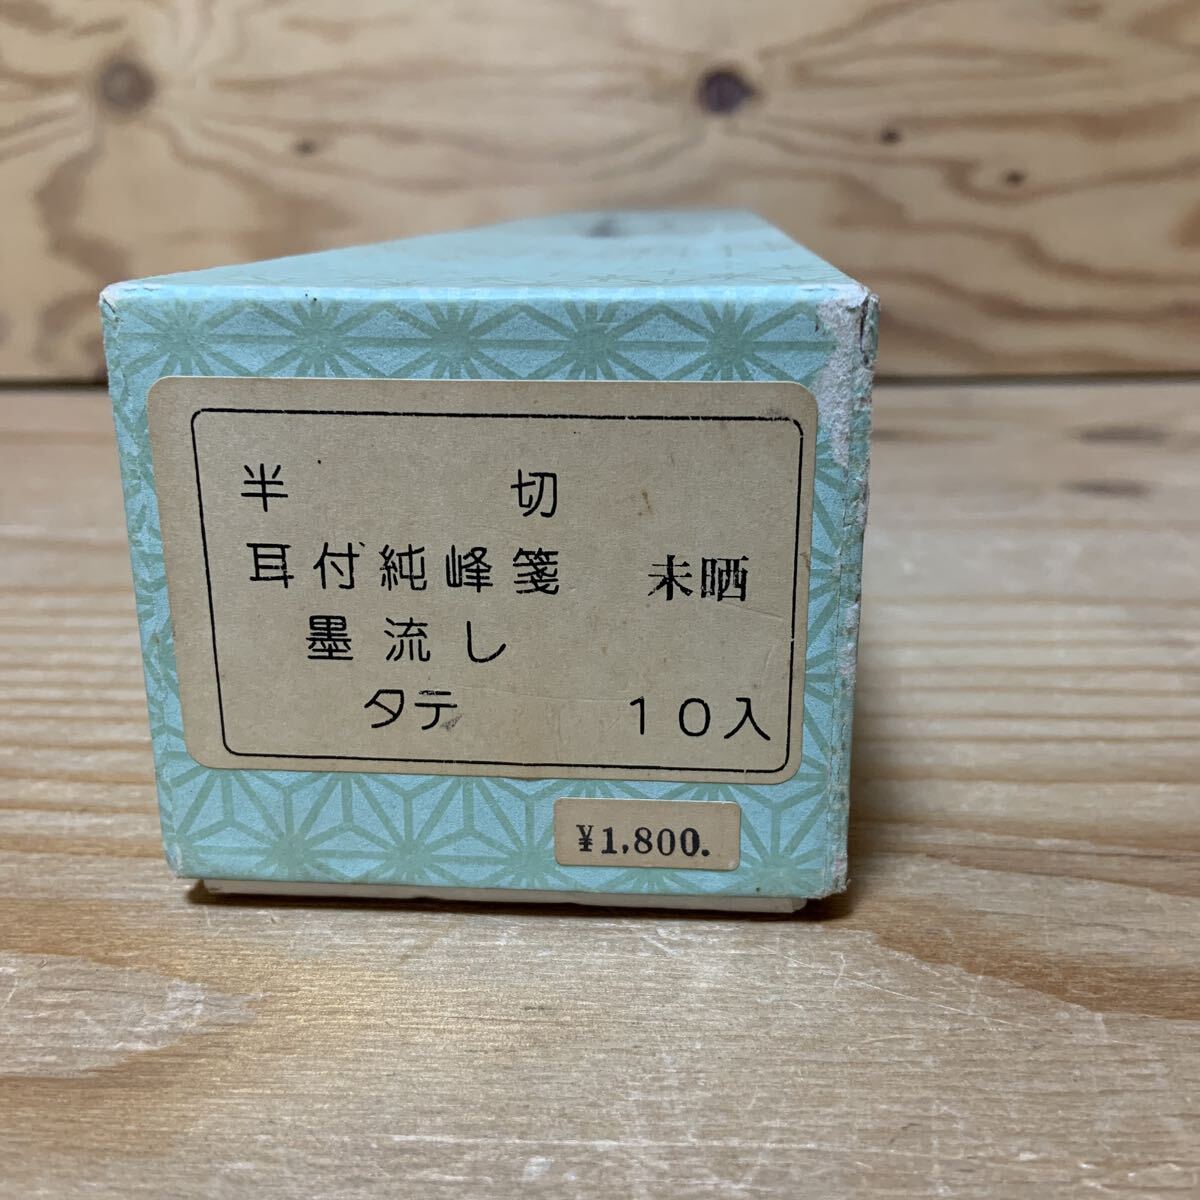 半切
耳付純峰箋 未晒
墨流し
タテ 10入
¥1,800.